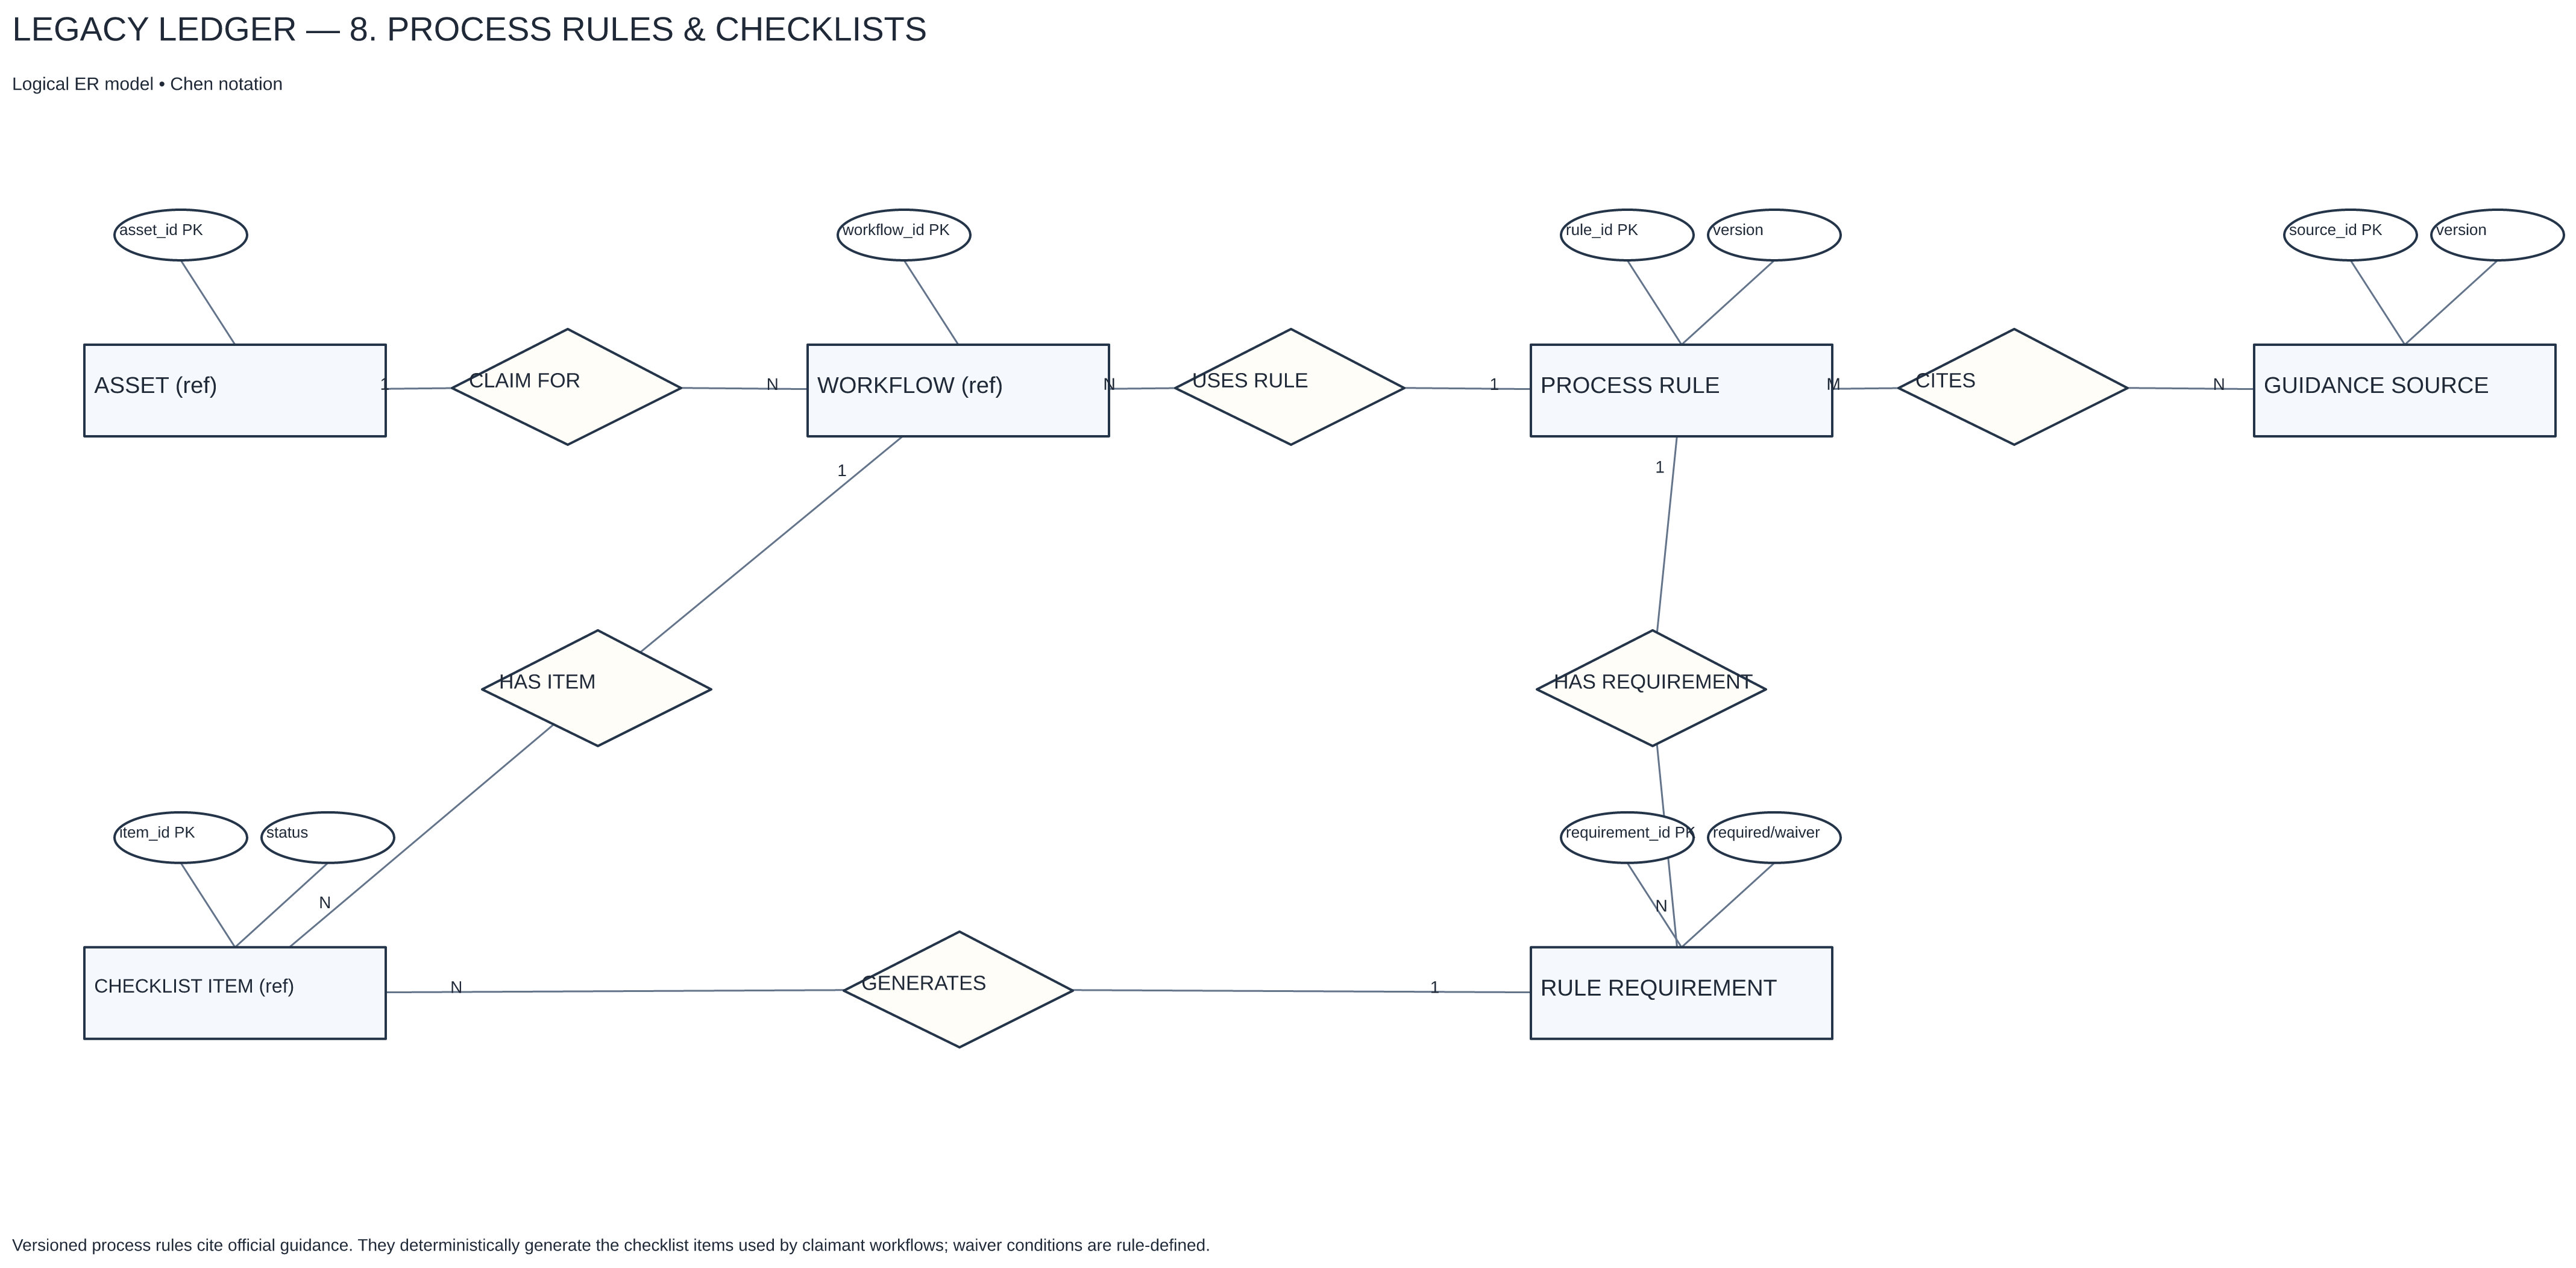 LEGACY LEDGER — 8. PROCESS RULES & CHECKLISTS
Logical ER model • Chen notation
asset_id PK
workflow_id PK
rule_id PK
version
source_id PK
version
ASSET (ref)
1
CLAIM FOR
N
WORKFLOW (ref)
N
USES RULE
1
PROCESS RULE
M
CITES
N
GUIDANCE SOURCE
1
1
HAS ITEM
HAS REQUIREMENT
item_id PK
status
requirement_id PK
required/waiver
N
N
CHECKLIST ITEM (ref)
N
GENERATES
1
RULE REQUIREMENT
Versioned process rules cite official guidance. They deterministically generate the checklist items used by claimant workflows; waiver conditions are rule-defined.